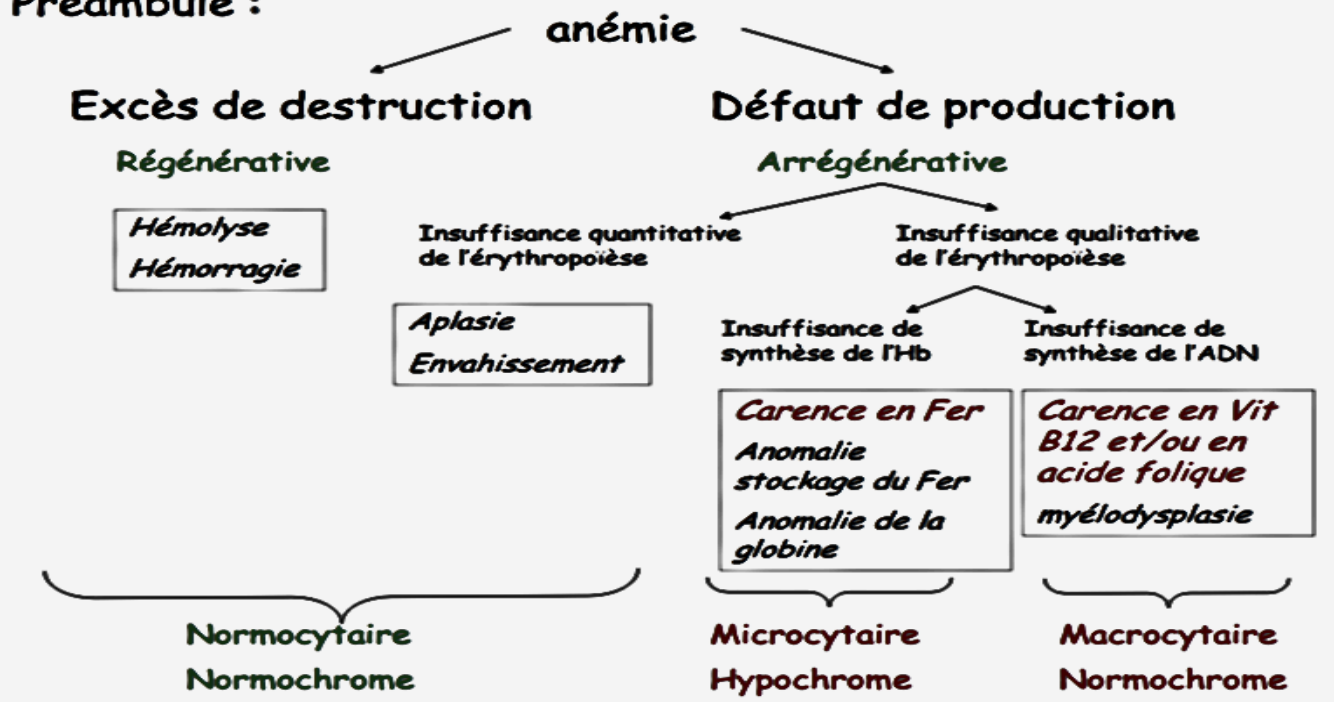 Préambule :
anémie
Excès de destruction
Régénérative
Hémolyse
Hémorragie
Défaut de production
Arrégénérative
Insuffisance quantitative
de l'érythropoïèse
Aplasie
Envahissement
Insuffisance qualitative
de l'érythropoïèse
Insuffisance de
synthèse de l'Hb
Carence en Fer
Anomalie
stockage du Fer
Anomalie de la
globine
Insuffisance de
synthèse de l'ADN
Carence en Vit
B12 et/ou en
acide folique
myélodysplasie
Normocytaire
Normochrome
Microcytaire
Hypochrome
Macrocytaire
Normochrome